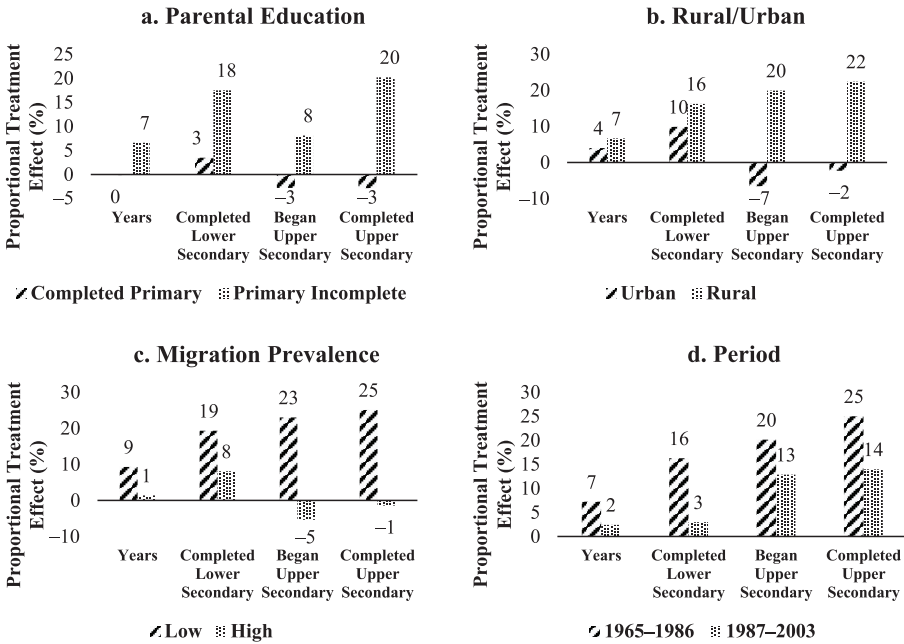 a. Parental Education
Proportional Treatment
Effect (%)
25
20
15
10
5
0
−5
0
7
3
18
−3
8
−3
20
Years
Completed
Lower
Secondary
Began
Upper
Secondary
Completed
Upper
Secondary
Completed Primary
Primary Incomplete
b. Rural/Urban
Proportional Treatment
Effect (%)
30
20
10
0
−10
4
7
10
16
−7
20
−2
22
Years
Completed
Lower
Secondary
Began
Upper
Secondary
Completed
Upper
Secondary
Urban
Rural
c. Migration Prevalence
Proportional Treatment
Effect (%)
30
20
10
0
−10
9
1
19
8
23
−5
25
−1
Years
Completed
Lower
Secondary
Began
Upper
Secondary
Completed
Upper
Secondary
Low
High
d. Period
Proportional Treatment
Effect (%)
30
25
20
15
10
5
0
7
2
16
3
20
13
25
14
Years
Completed
Lower
Secondary
Began
Upper
Secondary
Completed
Upper
Secondary
1965–1986
1987–2003